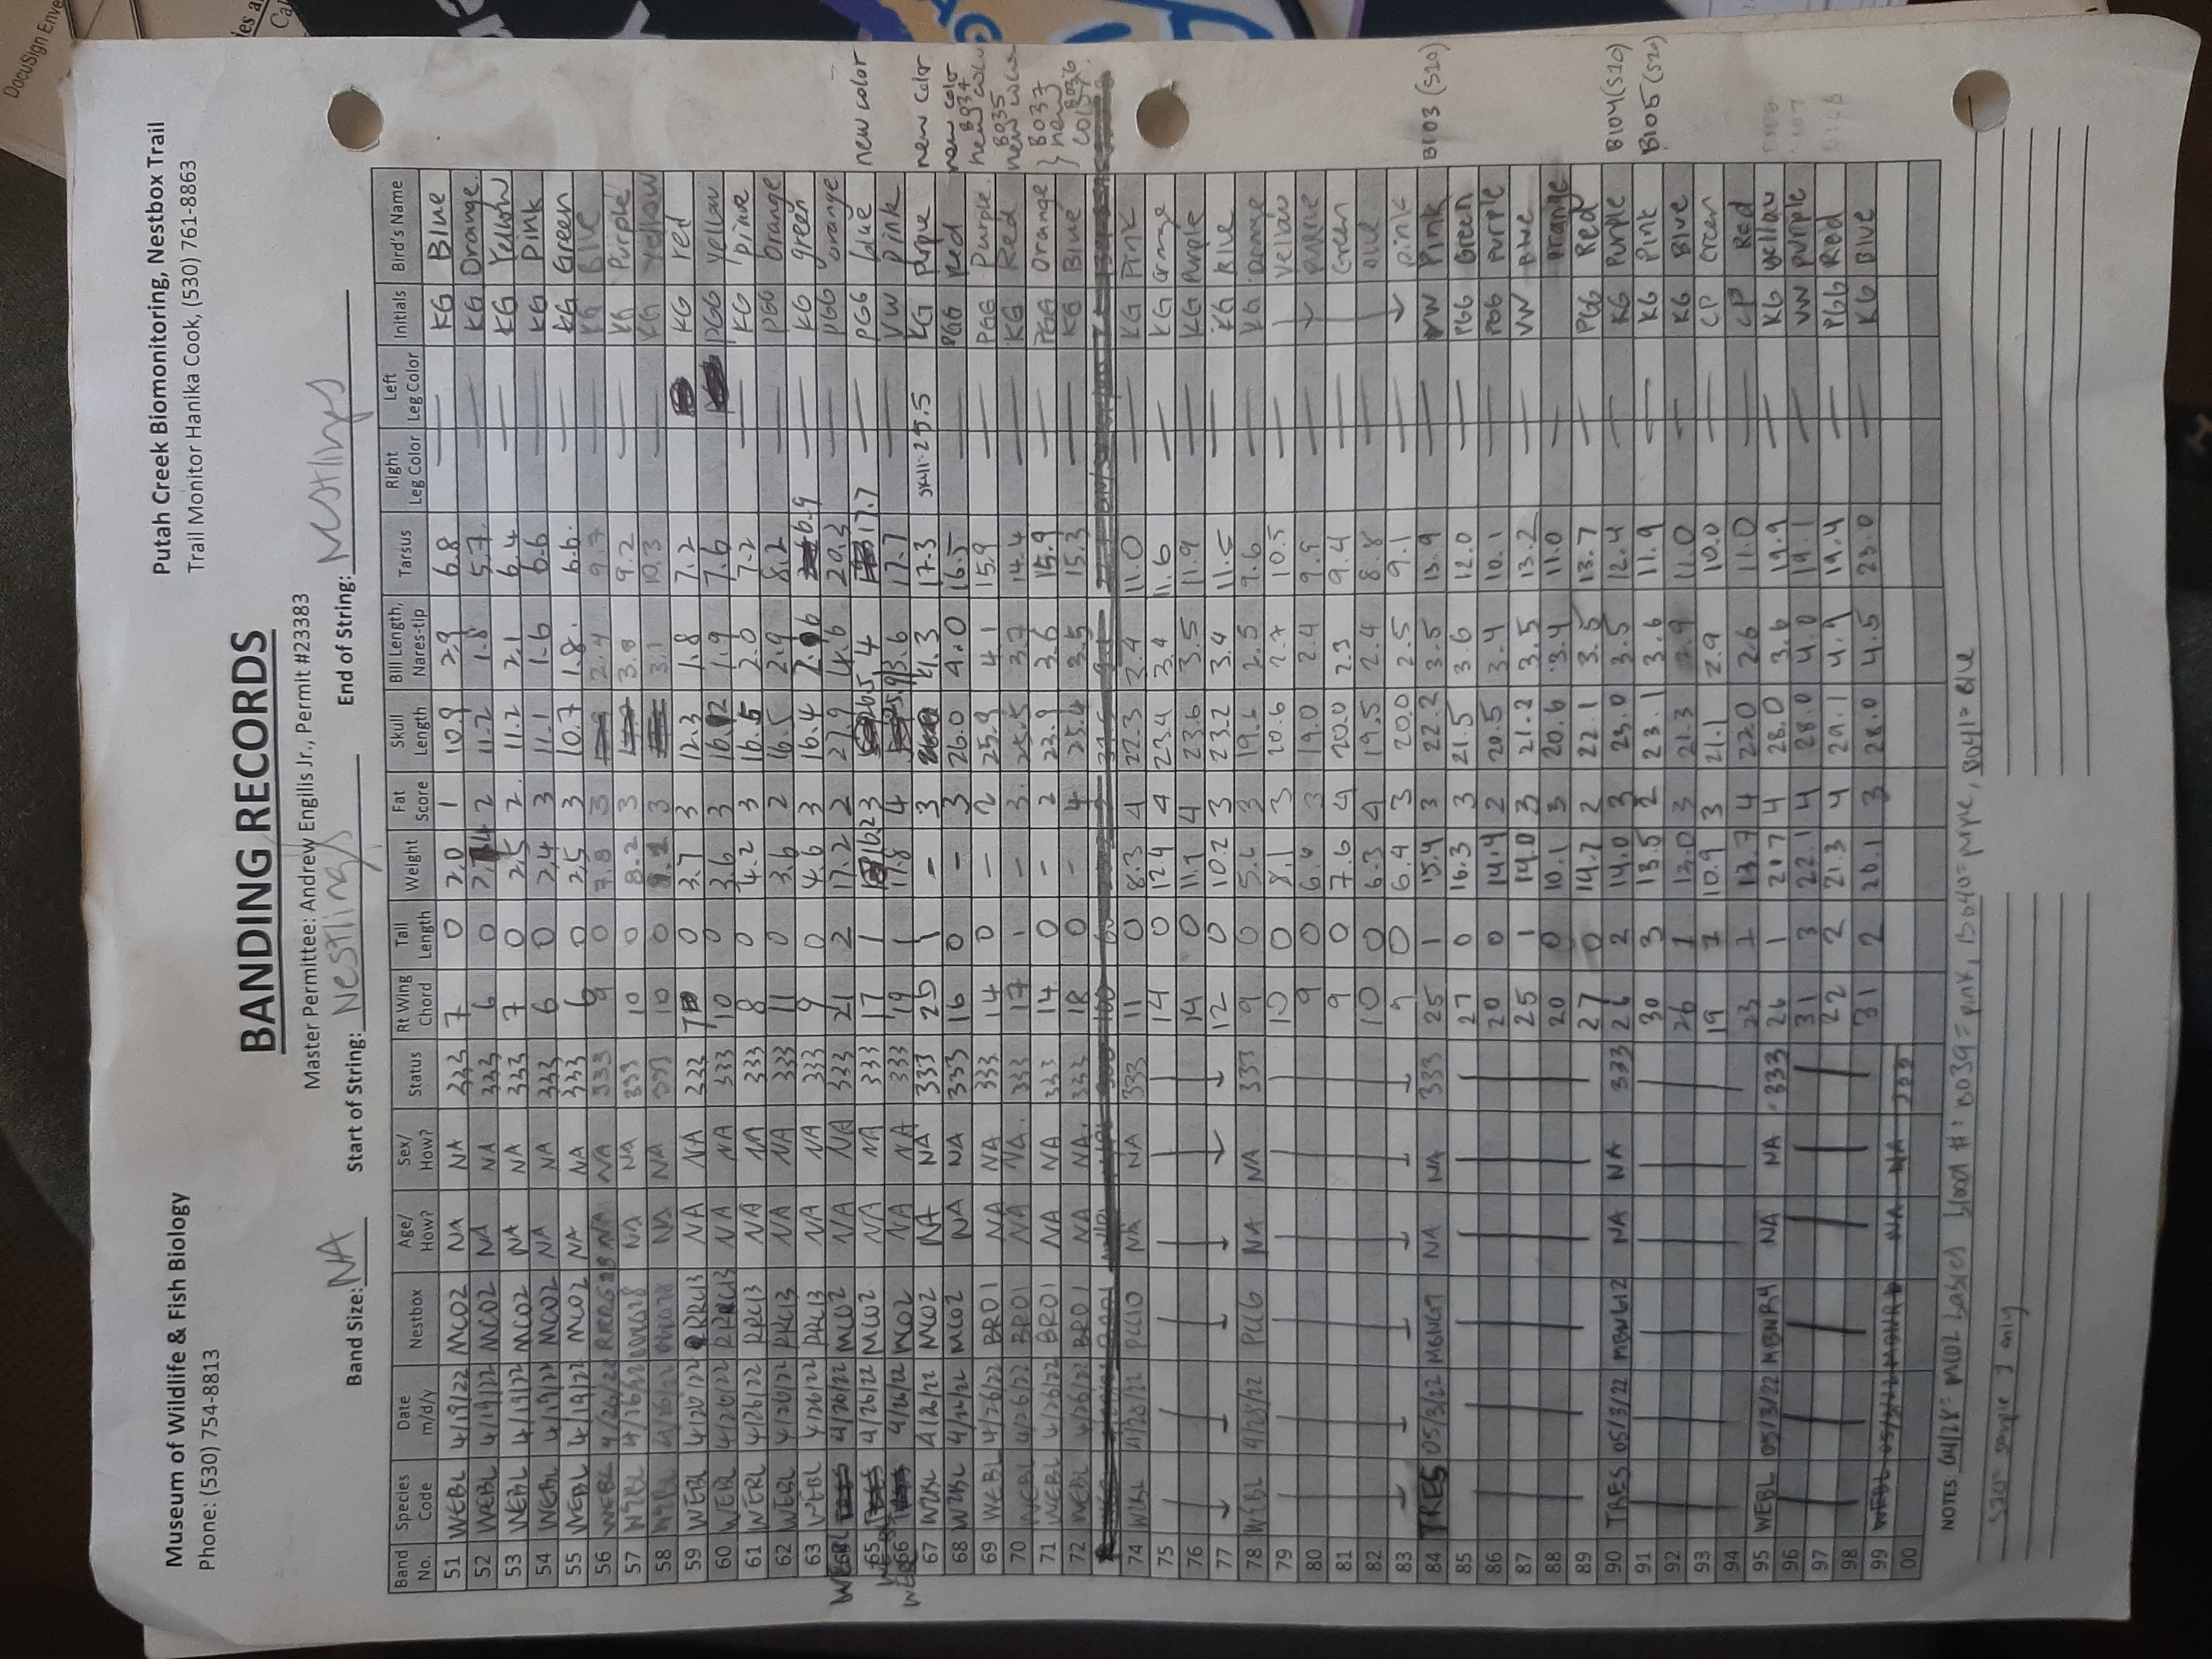 DocuSign Enve
Museum of Wildlife & Fish Biology
Phone: (530) 754-8813
Putah Creek Biomonitoring, Nestbox Trail
Trail Monitor Hanika Cook, (530) 761-8863
BANDING RECORDS
Master Permittee: Andrew Engilis Jr., Permit #23383
Band Size: NA Start of String: Nestlings End of String: Nestlings
Band No. Species Code Date m/d/y Nestbox Age/ How? Sex/ How? Status Rt Wing Chord Tail Length Weight Fat Score Skull Length Bill Length, Nares-tip Tarsus Right Leg Color Left Leg Color Initials Bird's Name
51 WEBL 4/19/22 MC02 NA NA 333 7 0 2.0 1 10.9 2.9 6.8 — KG Blue
52 WEBL 4/19/22 MC02 NA NA 333 6 0 2 11.2 1.8 5.7 — KG Orange
53 WEBL 4/19/22 MC02 NA NA 333 7 0 2.5 2 11.2 2.1 6.4 — KG Yellow
54 WEBL 4/19/22 MC02 NA NA 333 6 0 2.4 3 11.1 1.6 6.6 — KG Pink
55 WEBL 4/19/22 MC02 NA NA 333 6 0 2.5 3 10.7 1.8 6.6 — KG Green
56 WEBL 4/26/22 NA NA 333 9 0 7.8 3 2.4 9.7 — KG Blue
57 WEBL 4/26/22 NA NA 333 10 0 8.2 3 3.8 9.2 — KG Purple
58 WEBL 4/26/22 NA NA 333 10 0 3 3.1 10.3 — KG Yellow
59 WEBL 4/26/22 RRC13 NA NA 333 7 0 3.7 3 12.3 1.8 7.2 — KG red
60 WEBL 4/26/22 RRC13 NA NA 333 10 0 3.6 3 1.9 7.6 — PGG yellow
61 WEBL 4/26/22 RRC13 NA NA 333 8 0 4.2 3 16.5 2.0 7.2 — KG pink
62 WEBL 4/26/22 RRC13 NA NA 333 11 0 3.6 2 16.5 2.9 8.2 — PGG Orange
63 WEBL 4/26/22 RRC13 NA NA 333 9 0 4.6 3 16.4 6.9 — KG green
WEBL 4/26/22 MC02 NA NA 333 21 2 17.2 2 27.9 4.6 20.3 — PGG orange
WEBL 65 4/26/22 MC02 NA NA 333 17 1 16.2 3 26.5 4 17.7 — PGG blue new color
WEBL 66 4/26/22 MC02 NA NA 333 19 1 17.8 4 25.9 3.6 17.7 — VW Pink
67 WEBL 4/26/22 MC02 NA NA 333 20 1 - 3 4.3 17.3 skull-25.5 KG Purple new color
68 WEBL 4/26/22 MC02 NA NA 333 16 0 - 3 26.0 4.0 16.5 — PGG Red new color
69 WEBL 4/26/22 BR01 NA NA 333 14 0 - 2 25.9 4.1 15.9 — PGG Purple B034 new color
70 WEBL 4/26/22 BR01 NA NA 333 17 1 - 3 25.5 3.7 14.4 — KG Red B035 new color
71 WEBL 4/26/22 BR01 NA NA 333 14 0 - 2 23.9 3.6 15.9 — PGG Orange } B037 new
72 WEBL 4/26/22 BR01 NA NA 333 18 0 - 4 25.4 3.5 15.3 — KG Blue B036 color
74 WEBL 4/28/22 PCC10 NA NA 333 11 0 8.3 4 22.3 3.4 11.0 — KG Pink
75 14 0 12.4 4 23.4 3.4 11.6 — KG orange
76 14 0 11.9 4 23.6 3.5 11.9 — KG Purple
77 12 0 10.2 3 23.2 3.4 11.5 — KG Blue
78 WEBL 4/28/22 PCC6 NA NA 333 9 0 5.6 3 19.6 2.5 9.6 — KG Orange
79 10 0 8.1 3 20.6 2.7 10.5 — Yellow
80 9 0 3 19.0 2.4 9.9 — purple
81 9 0 7.6 4 20.0 2.3 9.4 — Green
82 10 0 6.3 4 19.5 2.4 8.8 — blue
83 9 0 6.4 3 20.0 2.5 9.1 — pink
84 TRES 05/3/22 MBNG9 NA NA 333 25 1 15.4 3 22.2 3.5 13.9 — VW Pink B103 (S10)
85 27 0 16.3 3 21.5 3.6 12.0 — PGG Green
86 20 0 14.4 2 20.5 3.4 10.1 — PGG Purple
87 25 1 14.0 3 21.2 3.5 13.2 — VW Blue
88 20 0 10.1 3 20.6 3.4 11.0 — orange
89 27 0 14.7 2 22.1 3.5 13.7 — PGG Red
90 TRES 05/3/22 MBNG12 NA NA 333 26 2 14.0 3 23.0 3.5 12.4 — KG Purple B104 (S10)
91 30 3 13.5 2 23.1 3.6 11.9 — KG Pink B105 (S20)
92 26 1 13.0 3 21.3 2.9 11.0 — KG Blue
93 19 1 10.9 3 21.1 2.9 10.0 — CP Green
94 23 1 13.7 4 22.0 2.6 11.0 — CP Red
95 WEBL 05/3/22 MBNR4 NA NA 333 26 1 21.7 4 28.0 3.6 19.9 — KG yellow
96 31 3 22.1 4 28.0 4.0 19.1 — VW purple
97 22 2 21.3 4 29.1 4.9 19.4 — PGG Red
98 31 2 20.1 3 28.0 4.5 23.0 — KG Blue
99 WEBL 05/3/22 NA NA 333
00
NOTES 04/28= MC02 babies blood #: B039=pink, B040=purple, B041=Blue
sample 1 only